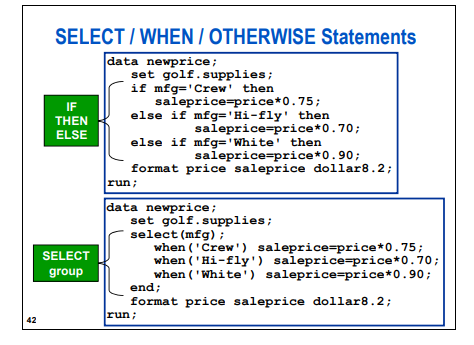 SELECT / WHEN / OTHERWISE Statements
IF
THEN
ELSE
data newprice;
set golf.supplies;
if mfg='Crew' then
saleprice=price*0.75;
else if mfg='Hi-fly' then
saleprice=price*0.70;
else if mfg='White' then
saleprice=price*0.90;
format price saleprice dollar8.2;
run;
SELECT
group
data newprice;
set golf.supplies;
select(mfg);
when('Crew') saleprice=price*0.75;
when('Hi-fly') saleprice=price*0.70;
when('White') saleprice=price*0.90;
end;
format price saleprice dollar8.2;
run;
42